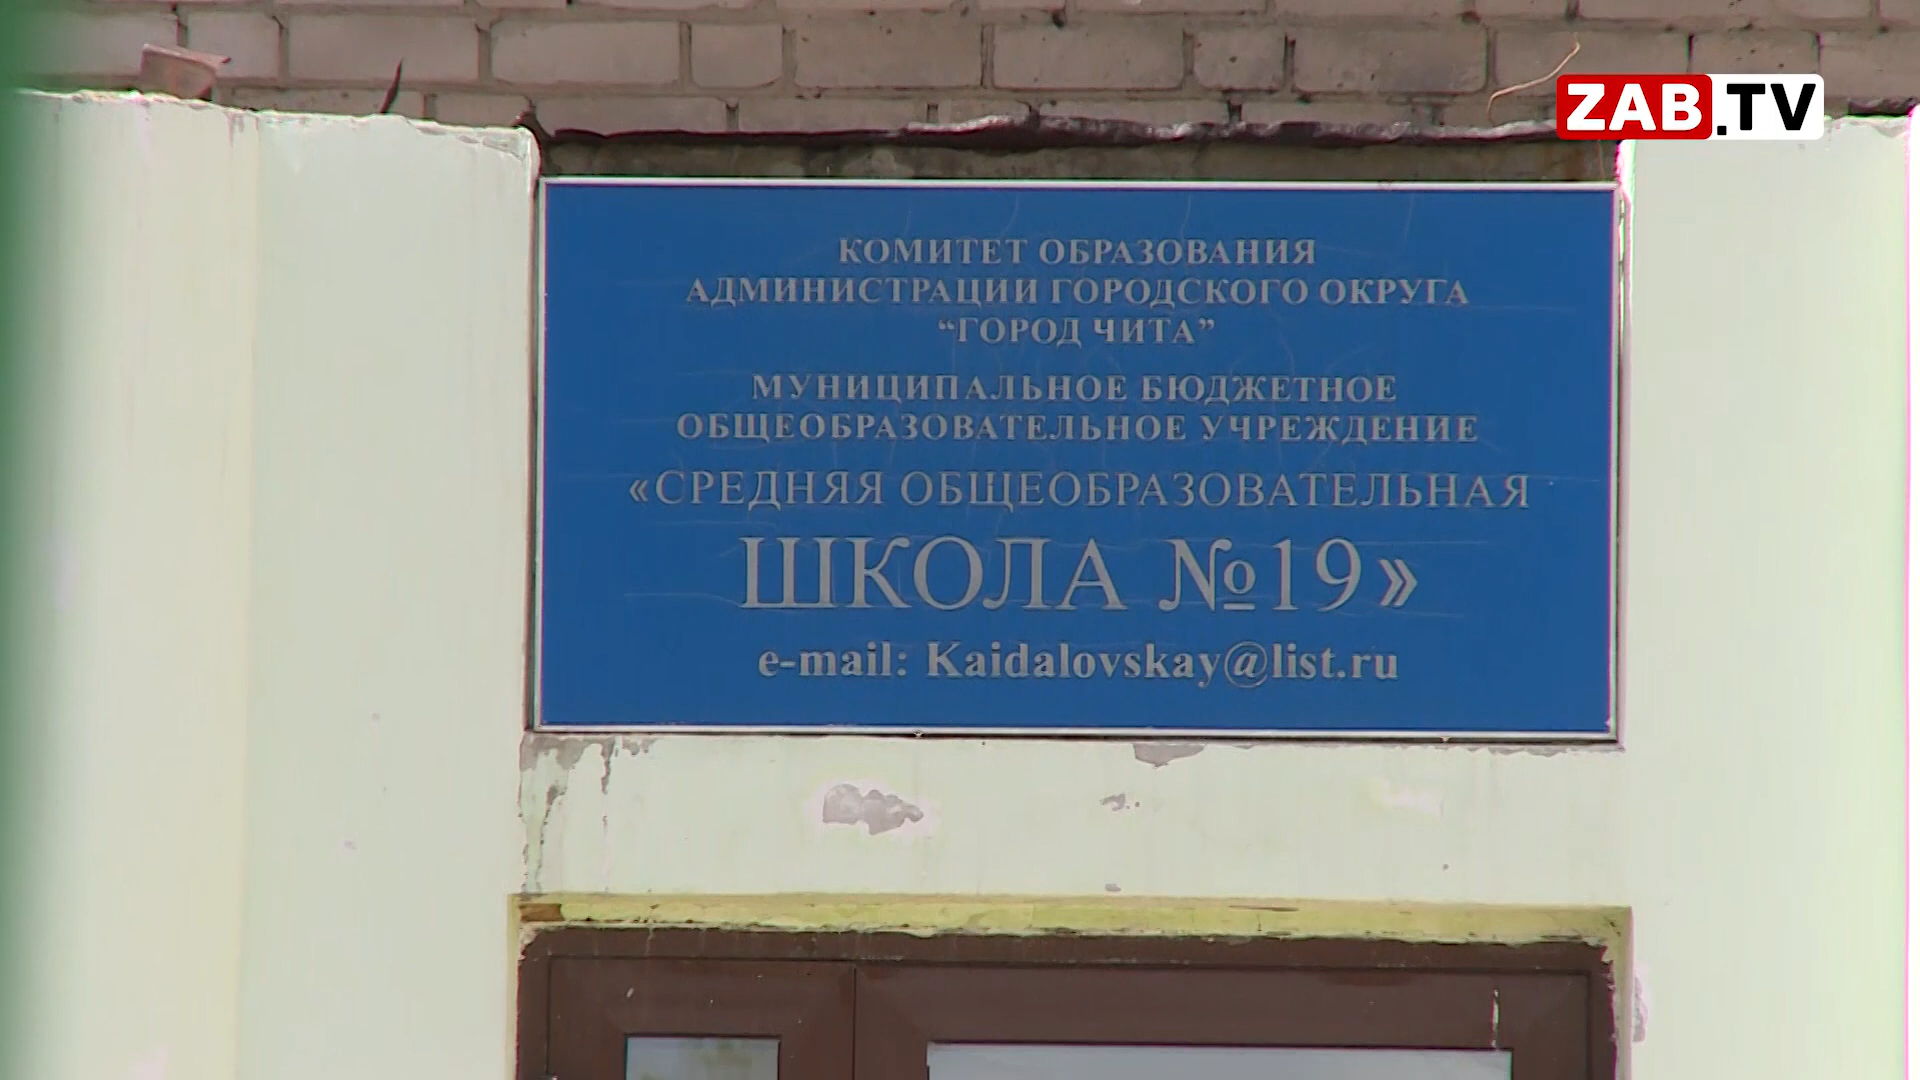 ZAB.TV
КОМИТЕТ ОБРАЗОВАНИЯ
АДМИНИСТРАЦИИ ГОРОДСКОГО ОКРУГА
“ГОРОД ЧИТА”
МУНИЦИПАЛЬНОЕ БЮДЖЕТНОЕ
ОБЩЕОБРАЗОВАТЕЛЬНОЕ УЧРЕЖДЕНИЕ
«СРЕДНЯЯ ОБЩЕОБРАЗОВАТЕЛЬНАЯ
ШКОЛА №19»
e-mail: Kaidalovskay@list.ru